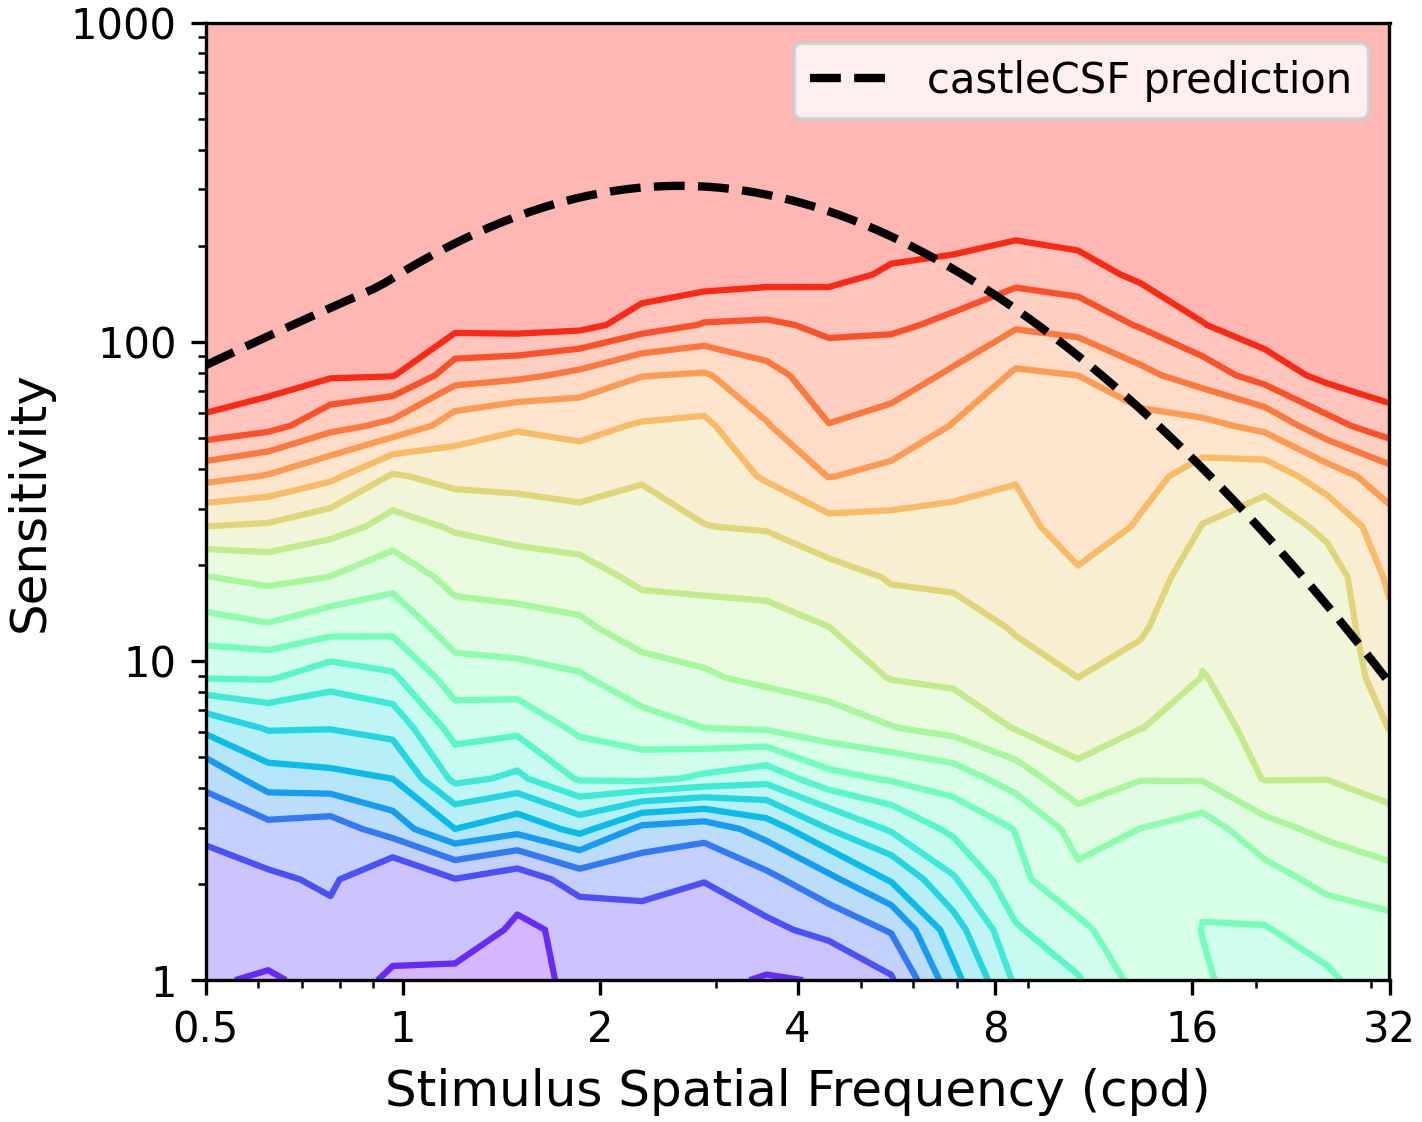 1000
castleCSF prediction
100
Sensitivity
10
1
0.5 1 2 4 8 16 32
Stimulus Spatial Frequency (cpd)